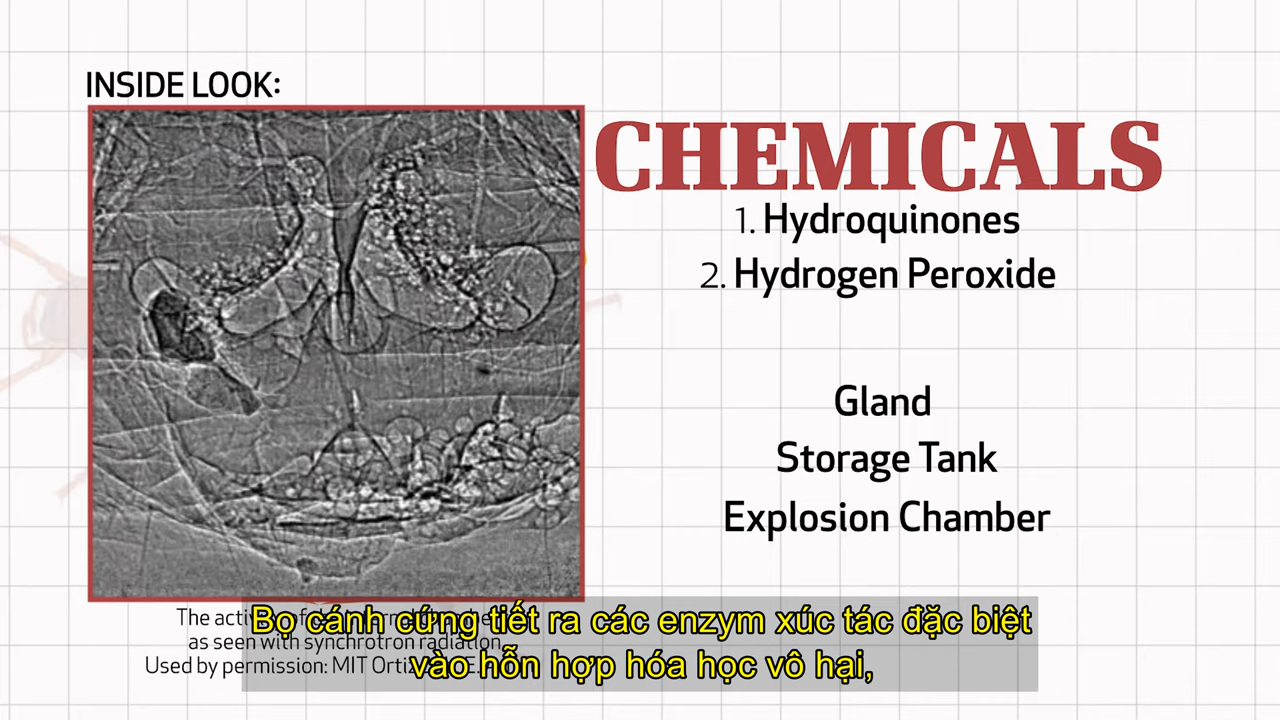 INSIDE LOOK:
CHEMICALS
1. Hydroquinones
2. Hydrogen Peroxide
Gland
Storage Tank
Explosion Chamber
The
as seen with synchrotron radiation
Used by permission: MIT
Bọ cánh cứng tiết ra các enzym xúc tác đặc biệt
vào hỗn hợp hóa học vô hại,